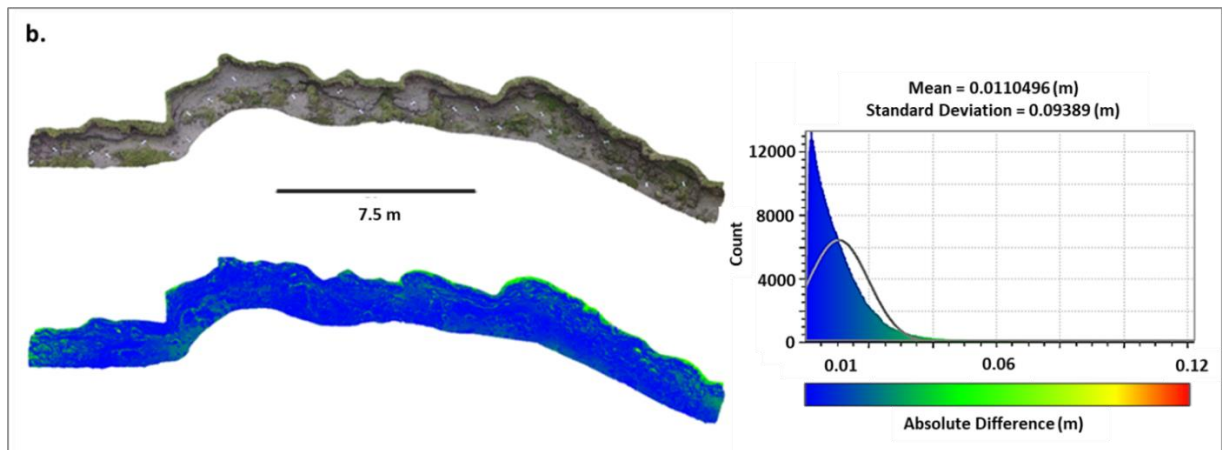 b.
7.5 m
Mean = 0.0110496 (m)
Standard Deviation = 0.09389 (m)
12000
8000
4000
0
Count
0.01 0.06 0.12
Absolute Difference (m)